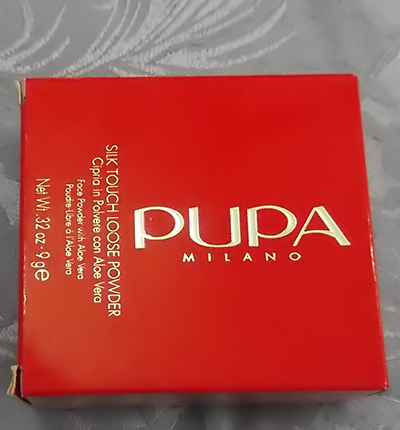 PUPA
MILANO
SILK TOUCH LOOSE POWDER
Cipria in Polvere con Aloe Vera
Face Powder with Aloe Vera
Poudre Libre à l'Aloe Vera
Net Wt. 32 oz - 9 g e